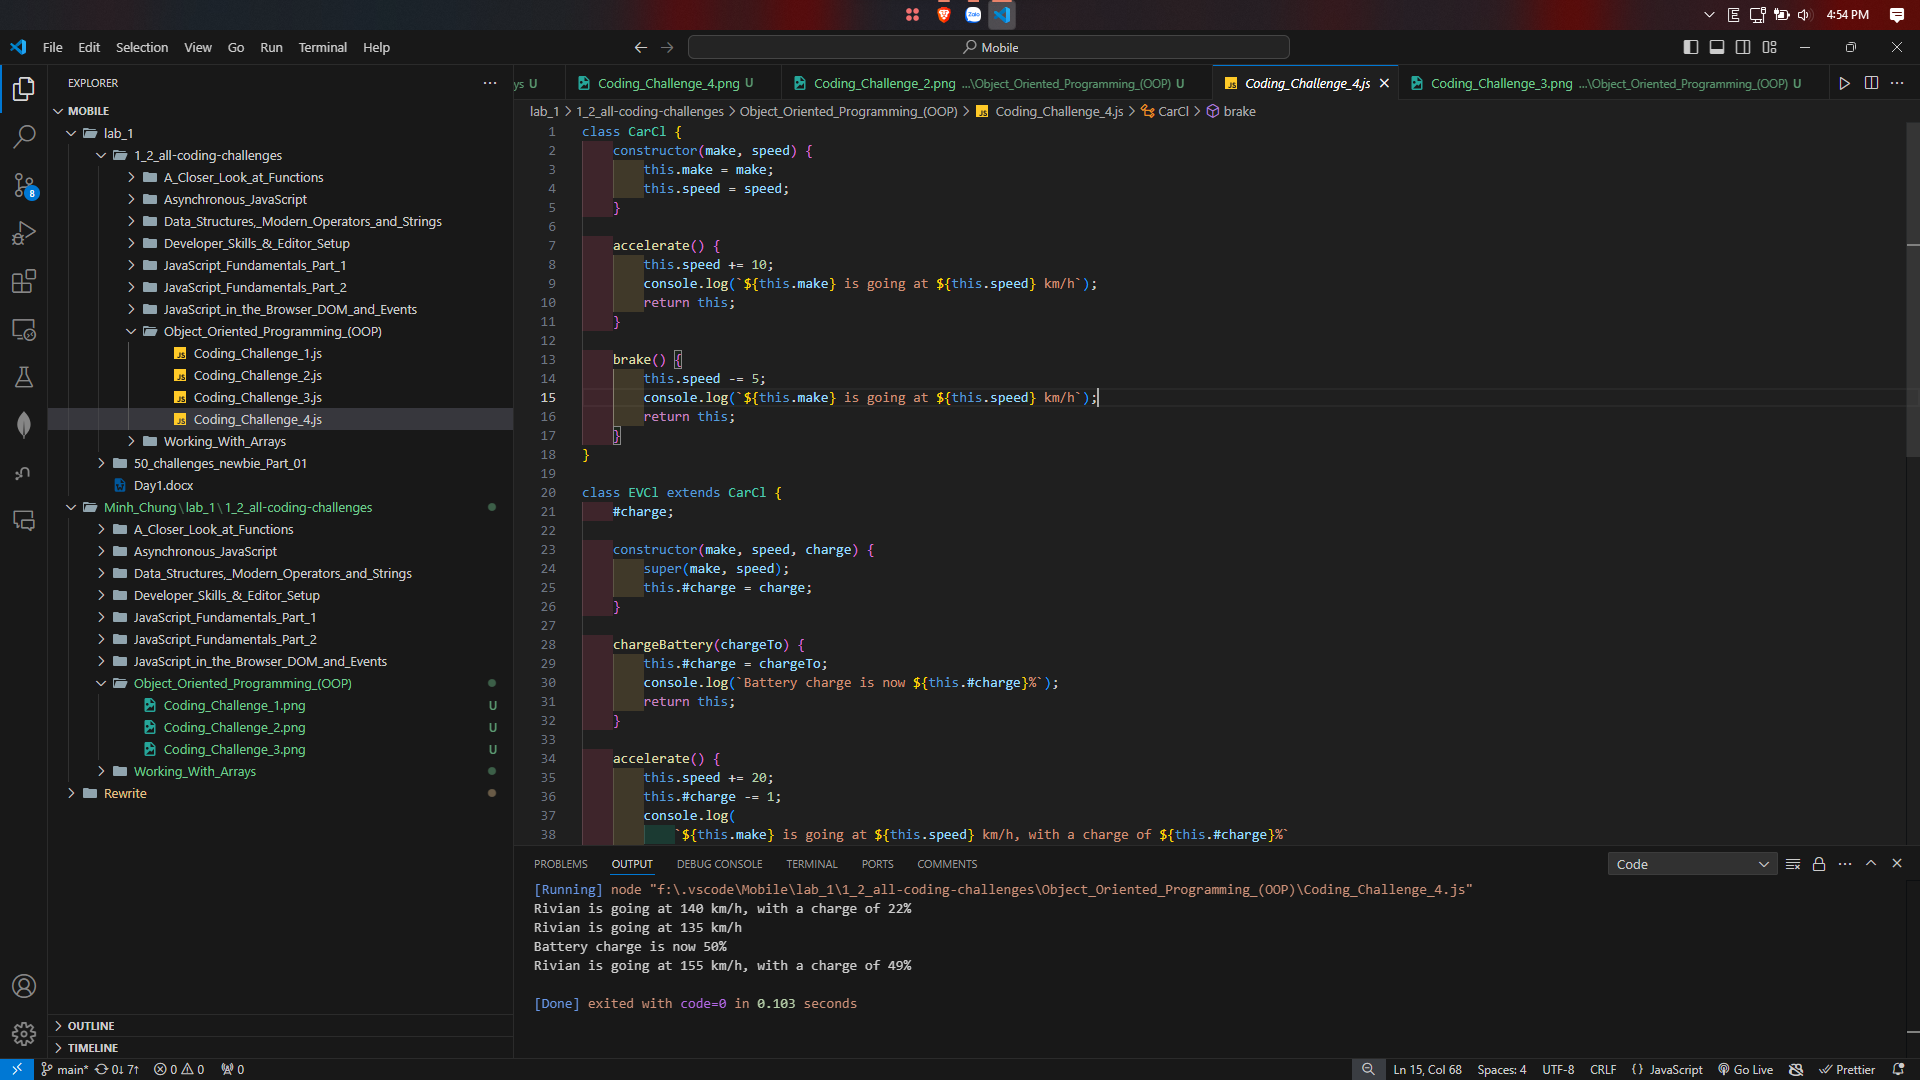 4:54 PM
File Edit Selection View Go Run Terminal Help
Mobile
EXPLORER
ys U
Coding_Challenge_4.png U
Coding_Challenge_2.png ...\Object_Oriented_Programming_(OOP) U
Coding_Challenge_4.js
Coding_Challenge_3.png ...\Object_Oriented_Programming_(OOP) U
lab_1 > 1_2_all-coding-challenges > Object_Oriented_Programming_(OOP) > Coding_Challenge_4.js > CarCl > brake
MOBILE
lab_1
1_2_all-coding-challenges
A_Closer_Look_at_Functions
Asynchronous_JavaScript
Data_Structures,_Modern_Operators_and_Strings
Developer_Skills_&_Editor_Setup
JavaScript_Fundamentals_Part_1
JavaScript_Fundamentals_Part_2
JavaScript_in_the_Browser_DOM_and_Events
Object_Oriented_Programming_(OOP)
Coding_Challenge_1.js
Coding_Challenge_2.js
Coding_Challenge_3.js
Coding_Challenge_4.js
Working_With_Arrays
50_challenges_newbie_Part_01
Day1.docx
Minh_Chung\lab_1\1_2_all-coding-challenges
A_Closer_Look_at_Functions
Asynchronous_JavaScript
Data_Structures,_Modern_Operators_and_Strings
Developer_Skills_&_Editor_Setup
JavaScript_Fundamentals_Part_1
JavaScript_Fundamentals_Part_2
JavaScript_in_the_Browser_DOM_and_Events
Object_Oriented_Programming_(OOP)
Coding_Challenge_1.png U
Coding_Challenge_2.png U
Coding_Challenge_3.png U
Working_With_Arrays
Rewrite
OUTLINE
TIMELINE
8
1 class CarCl {
2 constructor(make, speed) {
3 this.make = make;
4 this.speed = speed;
5 }
6
7 accelerate() {
8 this.speed += 10;
9 console.log(`${this.make} is going at ${this.speed} km/h`);
10 return this;
11 }
12
13 brake() {
14 this.speed -= 5;
15 console.log(`${this.make} is going at ${this.speed} km/h`);
16 return this;
17 }
18 }
19
20 class EVCl extends CarCl {
21 #charge;
22
23 constructor(make, speed, charge) {
24 super(make, speed);
25 this.#charge = charge;
26 }
27
28 chargeBattery(chargeTo) {
29 this.#charge = chargeTo;
30 console.log(`Battery charge is now ${this.#charge}%`);
31 return this;
32 }
33
34 accelerate() {
35 this.speed += 20;
36 this.#charge -= 1;
37 console.log(
38 `${this.make} is going at ${this.speed} km/h, with a charge of ${this.#charge}%`
PROBLEMS OUTPUT DEBUG CONSOLE TERMINAL PORTS COMMENTS
Code
[Running] node "f:\.vscode\Mobile\lab_1\1_2_all-coding-challenges\Object_Oriented_Programming_(OOP)\Coding_Challenge_4.js"
Rivian is going at 140 km/h, with a charge of 22%
Rivian is going at 135 km/h
Battery charge is now 50%
Rivian is going at 155 km/h, with a charge of 49%
[Done] exited with code=0 in 0.103 seconds
main* 0↓ 7↑ 0 0 0
Ln 15, Col 68 Spaces: 4 UTF-8 CRLF {} JavaScript Go Live Prettier